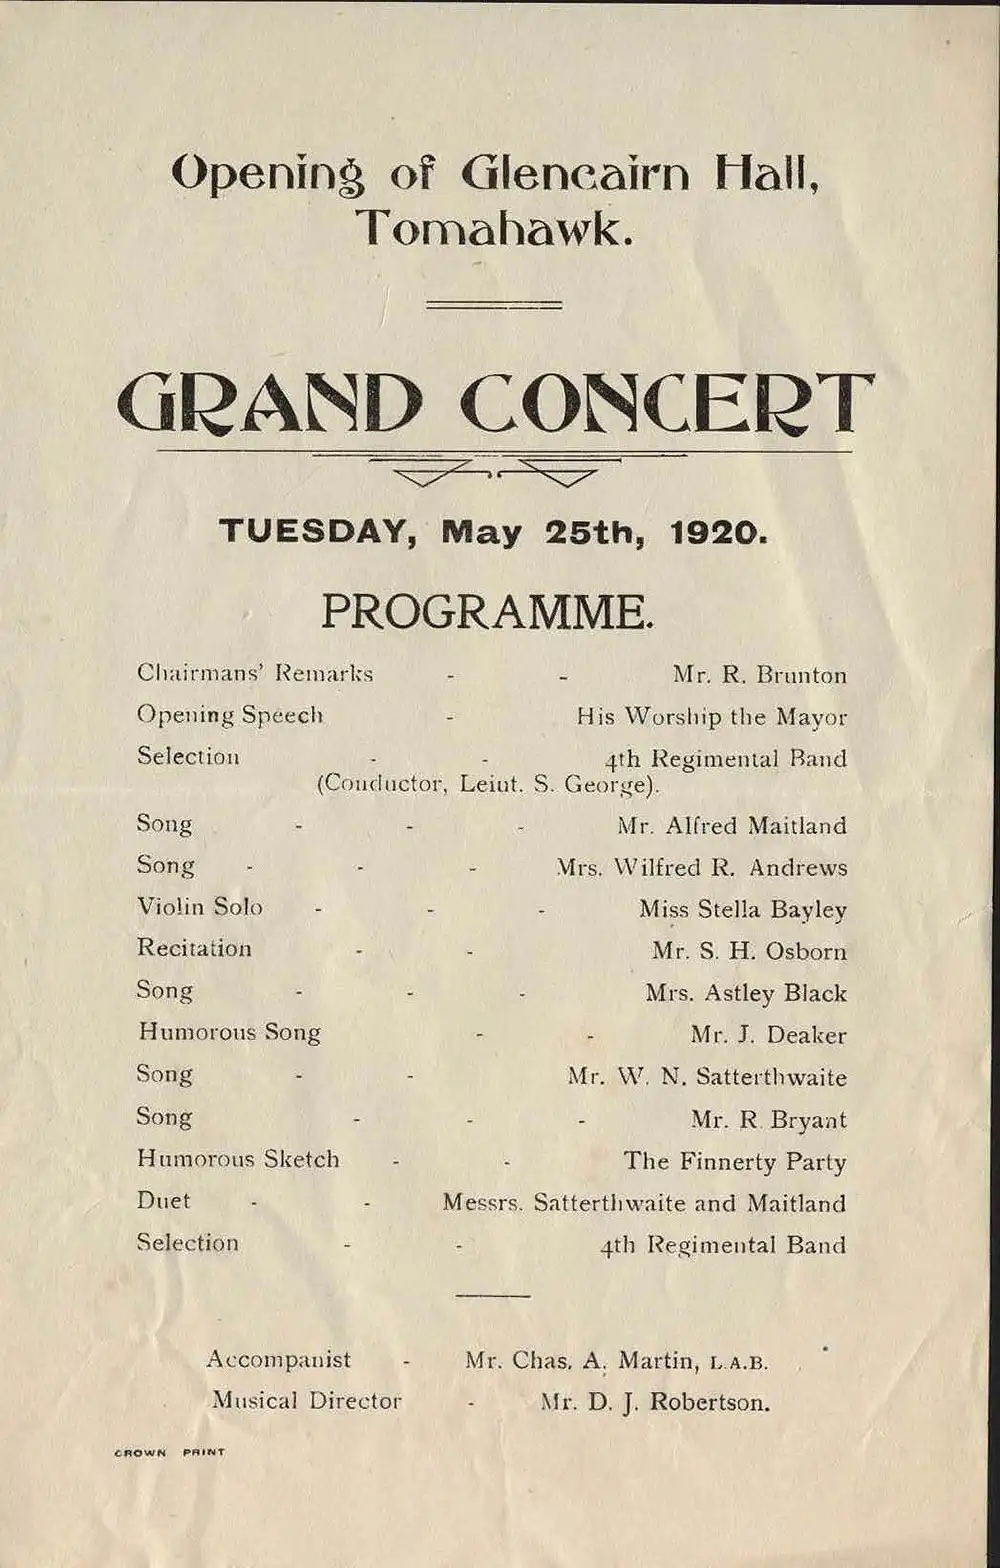 Opening of Glencairn Hall,
Tomahawk.
GRAND CONCERT
TUESDAY, May 25th, 1920.
PROGRAMME.
Chairmans' Remarks - - Mr. R. Brunton
Opening Speech - His Worship the Mayor
Selection - - 4th Regimental Band
(Conductor, Leiut. S. George).
Song - - - Mr. Alfred Maitland
Song - - - Mrs. Wilfred R. Andrews
Violin Solo - - - Miss Stella Bayley
Recitation - - Mr. S. H. Osborn
Song - - - Mrs. Astley Black
Humorous Song - - Mr. J. Deaker
Song - - Mr. W. N. Satterthwaite
Song - - - Mr. R. Bryant
Humorous Sketch - - The Finnerty Party
Duet - - Messrs. Satterthwaite and Maitland
Selection - - 4th Regimental Band
Accompanist - Mr. Chas. A. Martin, L.A.B.
Musical Director - Mr. D. J. Robertson.
CROWN PRINT